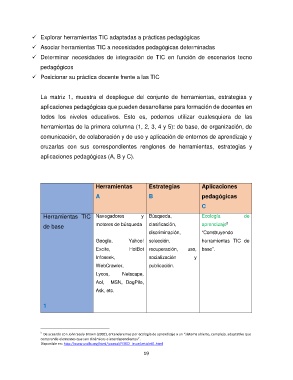 ✓ Explorar herramientas TIC adaptadas a prácticas pedagógicas
✓ Asociar herramientas TIC a necesidades pedagógicas determinadas
✓ Determinar necesidades de integración de TIC en función de escenarios tecno
pedagógicos
✓ Posicionar su práctica docente frente a las TIC
La matriz 1, muestra el despliegue del conjunto de herramientas, estrategias y
aplicaciones pedagógicas que pueden desarrollarse para formación de docentes en
todos los niveles educativos. Esto es, podemos utilizar cualesquiera de las
herramientas de la primera columna (1, 2, 3, 4 y 5): de base, de organización, de
comunicación, de colaboración y de uso y aplicación de entornos de aprendizaje y
cruzarlas con sus correspondientes renglones de herramientas, estrategias y
aplicaciones pedagógicas (A, B y C).
Herramientas
A
Estrategias
B
Aplicaciones
pedagógicas
C
Herramientas TIC
de base
1
Navegadores y
motores de búsqueda
Google, Yahoo!
Excite, HotBot
Infoseek,
WebCrawler,
Lycos, Netscape,
Aol, MSN, DogPile,
Ask, etc.
Búsqueda,
clasificación,
discriminación,
selección,
recuperación, uso,
socialización y
publicación.
Ecología de
aprendizaje
"Construyendo
herramientas TIC de
base".
19